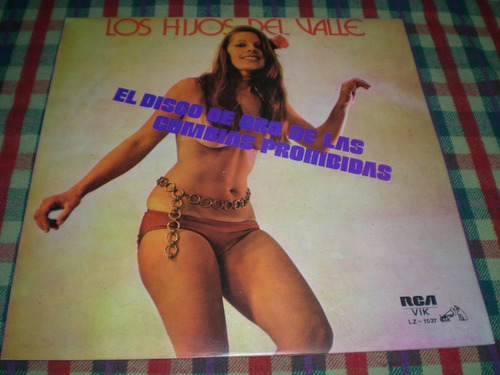 LOS HIJOS DEL VALLE
EL DISCO DE ORO DE LAS
CUMBIAS PROHIBIDAS
RCA
VIK
LZ-1537